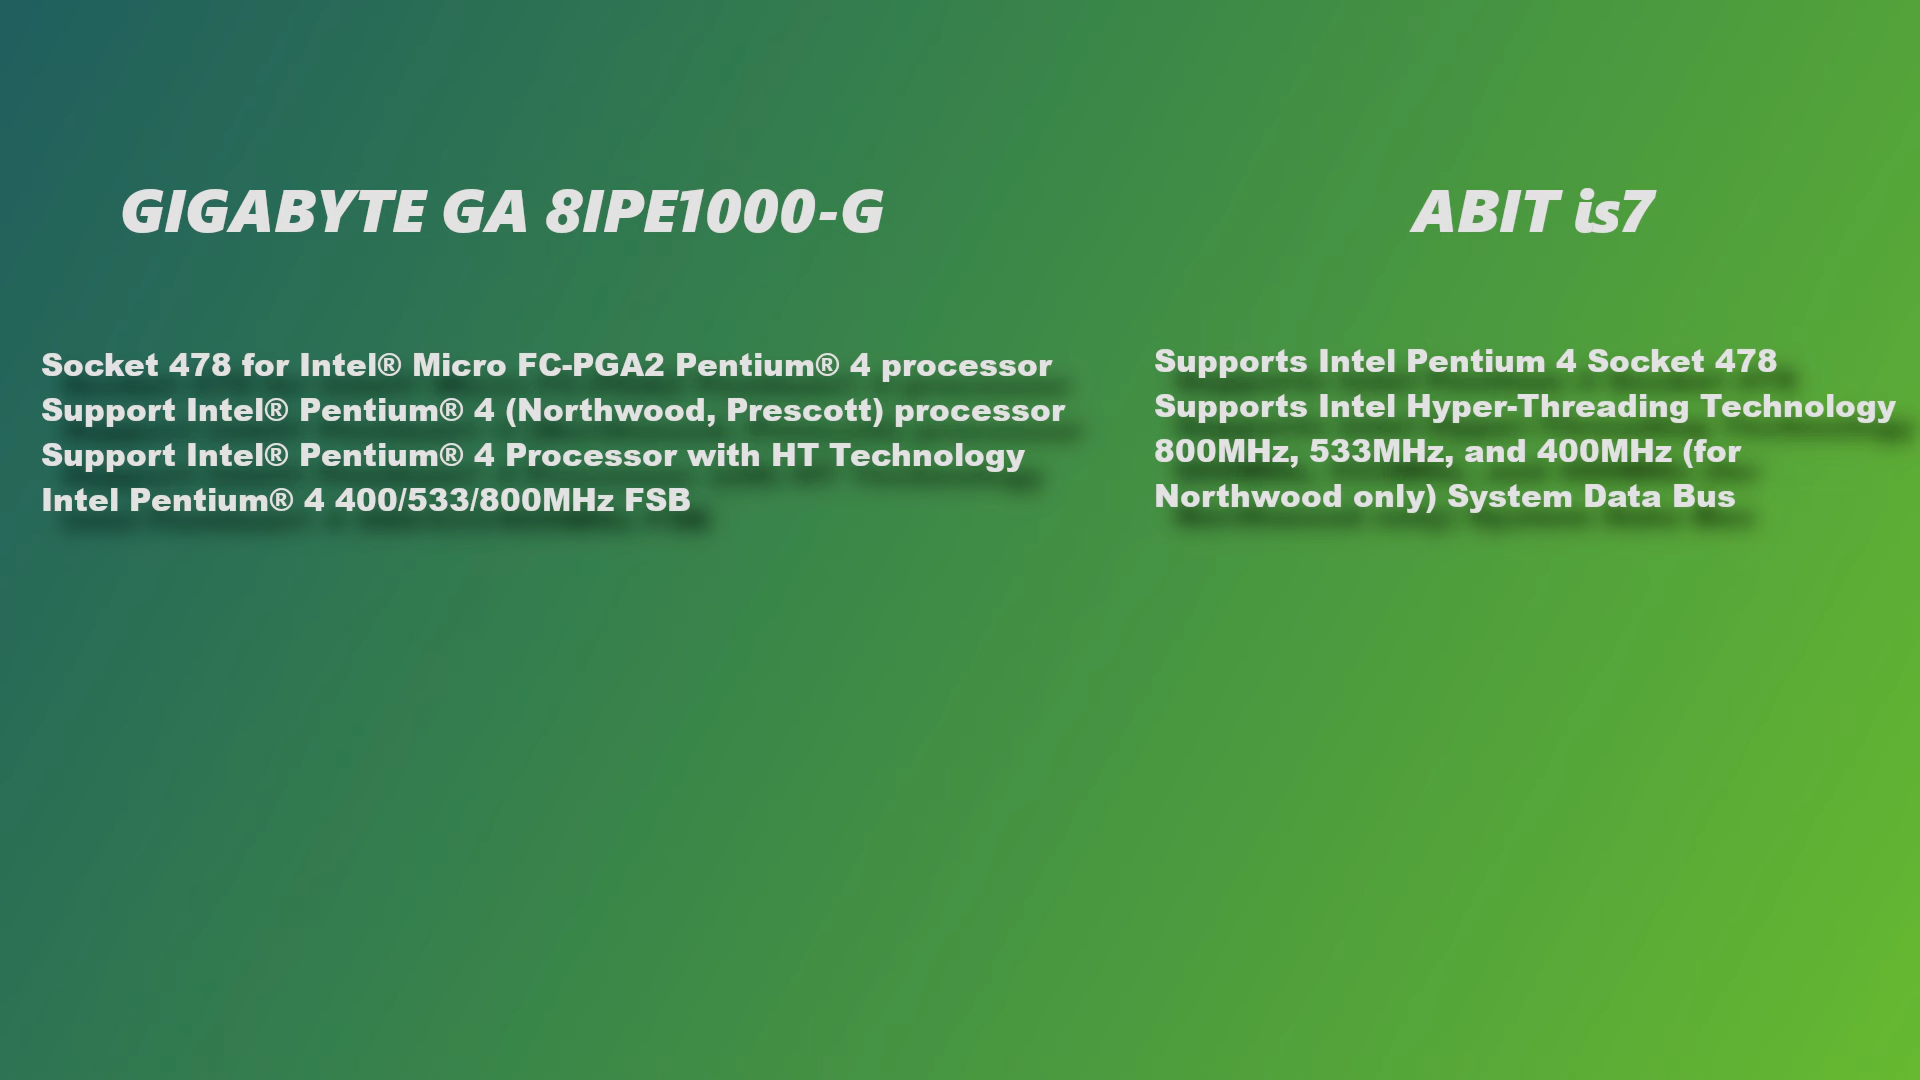 GIGABYTE GA 8IPE1000-G
Socket 478 for Intel® Micro FC-PGA2 Pentium® 4 processor
Support Intel® Pentium® 4 (Northwood, Prescott) processor
Support Intel® Pentium® 4 Processor with HT Technology
Intel Pentium® 4 400/533/800MHz FSB
ABIT is7
Supports Intel Pentium 4 Socket 478
Supports Intel Hyper-Threading Technology
800MHz, 533MHz, and 400MHz (for
Northwood only) System Data Bus